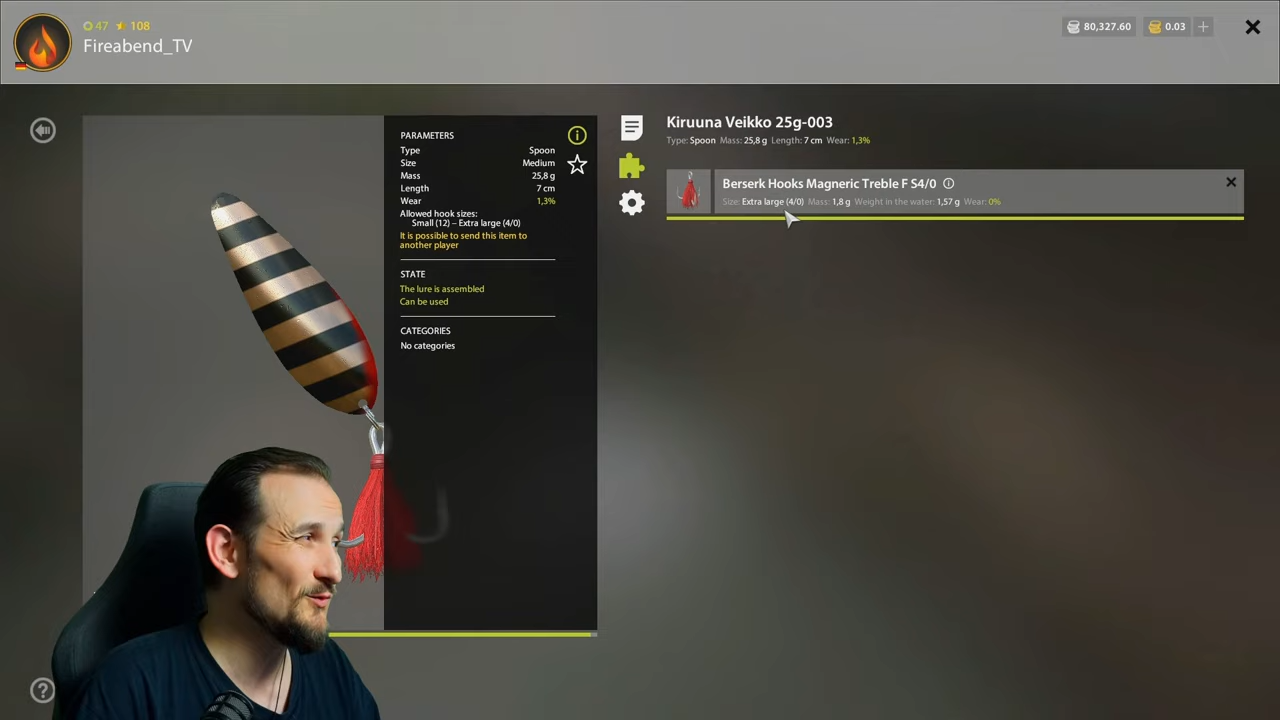 47 108
Fireabend_TV
80,327.60
0.03
PARAMETERS
Type Spoon
Size Medium
Mass 25,8 g
Length 7 cm
Wear 1,3%
Allowed hook sizes:
Small (12) – Extra large (4/0)
It is possible to send this item to
another player
STATE
The lure is assembled
Can be used
CATEGORIES
No categories
Kiruuna Veikko 25g-003
Type: Spoon Mass: 25,8 g Length: 7 cm Wear: 1,3%
Berserk Hooks Magneric Treble F S4/0
Size: Extra large (4/0) Mass: 1,8 g Weight in the water: 1,57 g Wear: 0%